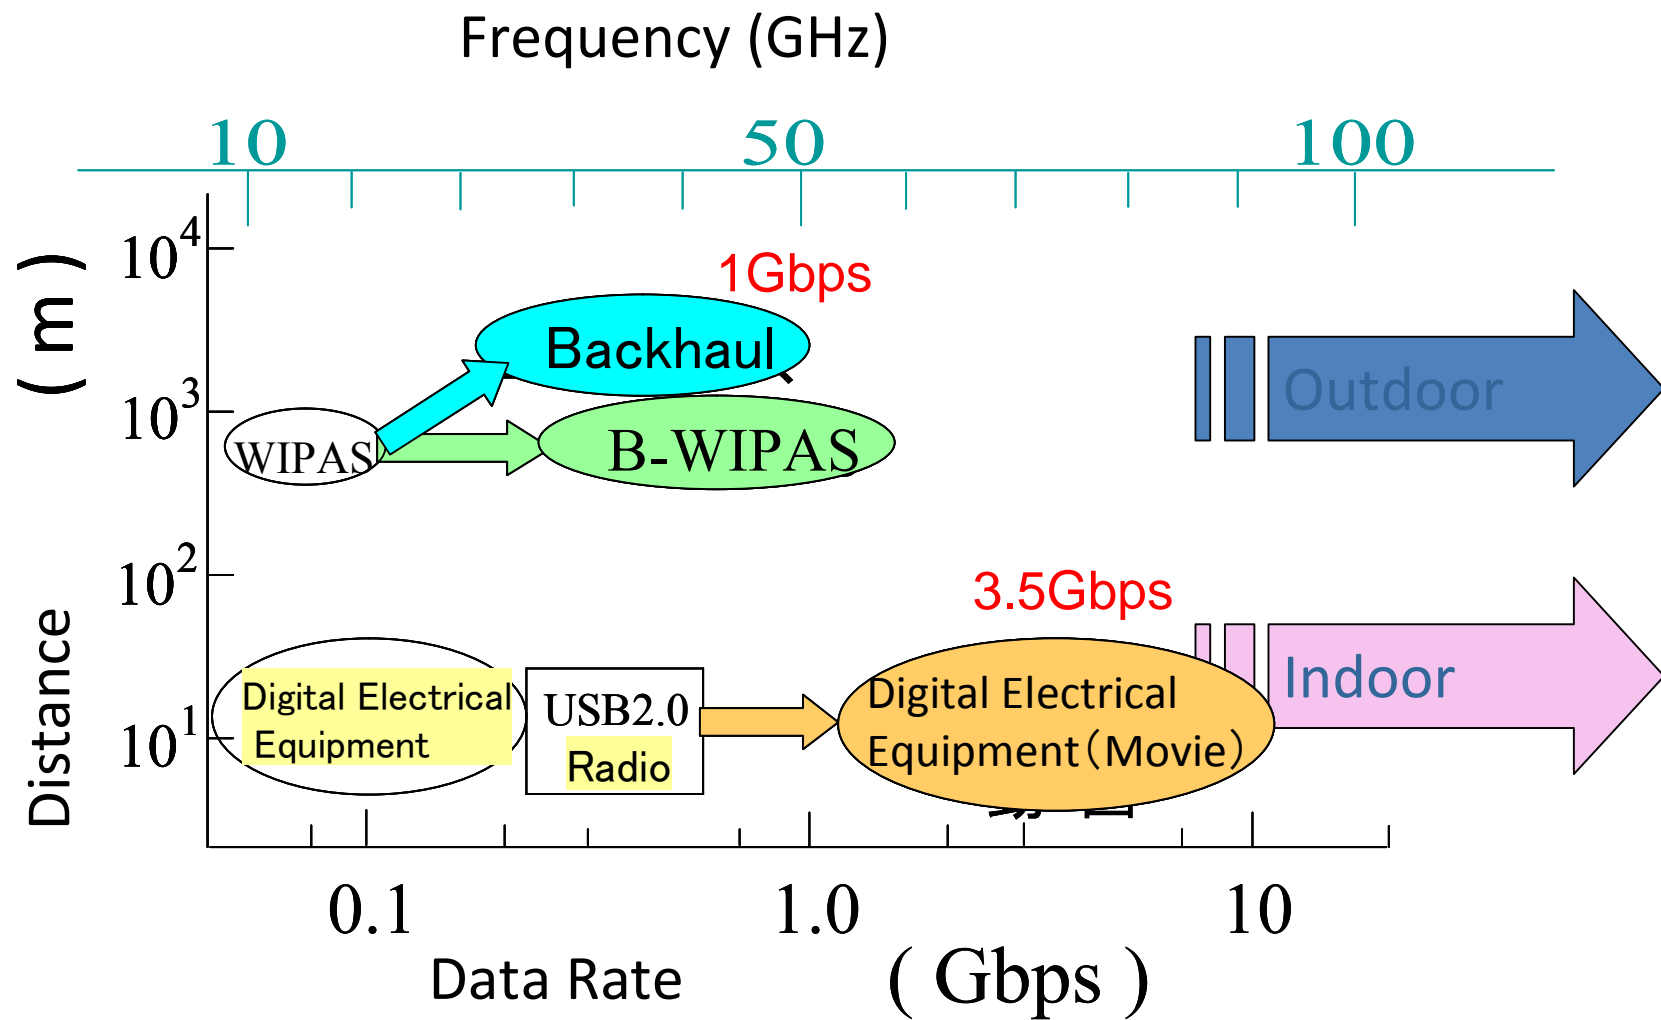 Frequency (GHz)
10 50 100
10^4
1Gbps
( m )
Backhaul
Outdoor
10^3
WIPAS
B-WIPAS
10^2
3.5Gbps
Distance
Digital Electrical
Equipment
USB2.0
Radio
Digital Electrical
Equipment（Movie）
Indoor
10^1
0.1 1.0 10
Data Rate ( Gbps )